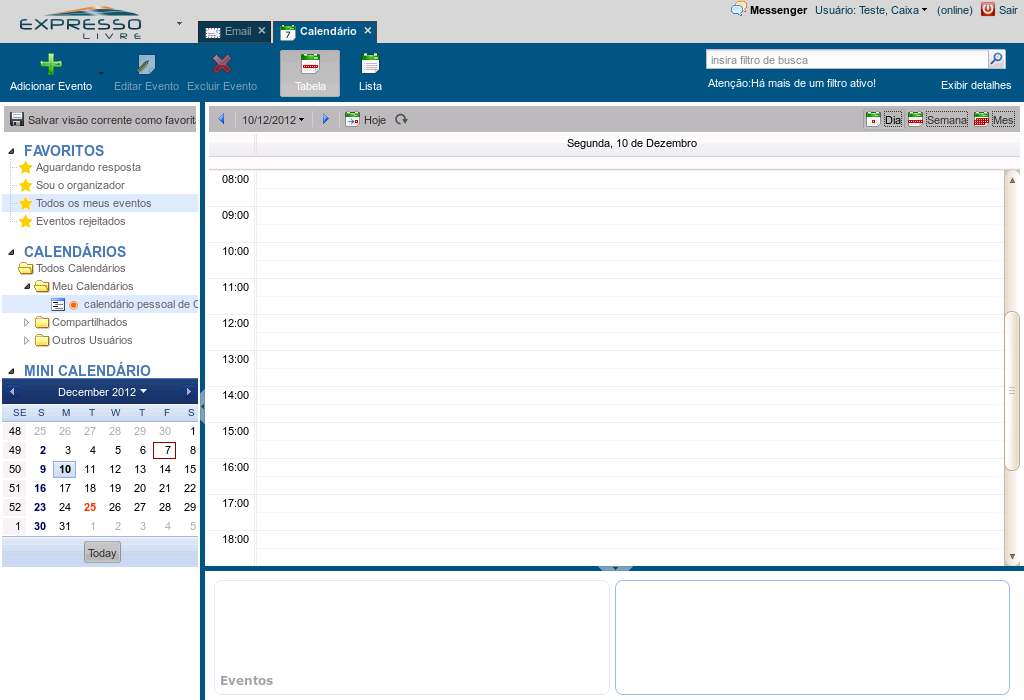 EXPRESSO
LIVRE
Email
7 Calendário
Messenger
Usuário: Teste, Caixa
(online)
Sair
Adicionar Evento
Editar Evento
Excluir Evento
Tabela
Lista
insira filtro de busca
Atenção:Há mais de um filtro ativo!
Exibir detalhes
Salvar visão corrente como favorit
10/12/2012
Hoje
Dia
Semana
Mes
FAVORITOS
Aguardando resposta
Sou o organizador
Todos os meus eventos
Eventos rejeitados
CALENDÁRIOS
Todos Calendários
Meu Calendários
calendário pessoal de C
Compartilhados
Outros Usuários
MINI CALENDÁRIO
December 2012
SE S M T W T F S
48 25 26 27 28 29 30 1
49 2 3 4 5 6 7 8
50 9 10 11 12 13 14 15
51 16 17 18 19 20 21 22
52 23 24 25 26 27 28 29
1 30 31 1 2 3 4 5
Today
Segunda, 10 de Dezembro
08:00
09:00
10:00
11:00
12:00
13:00
14:00
15:00
16:00
17:00
18:00
Eventos